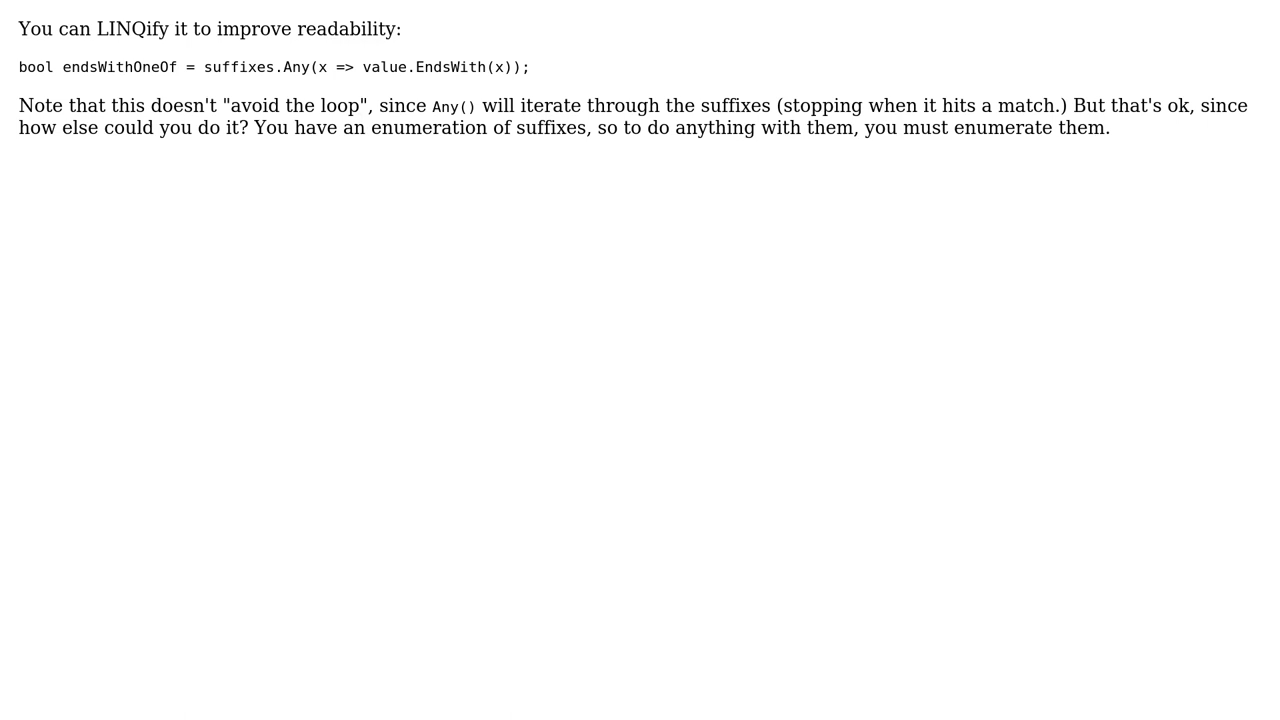 You can LINQify it to improve readability:
bool endsWithOneOf = suffixes.Any(x => value.EndsWith(x));
Note that this doesn't "avoid the loop", since Any() will iterate through the suffixes (stopping when it hits a match.) But that's ok, since
how else could you do it? You have an enumeration of suffixes, so to do anything with them, you must enumerate them.